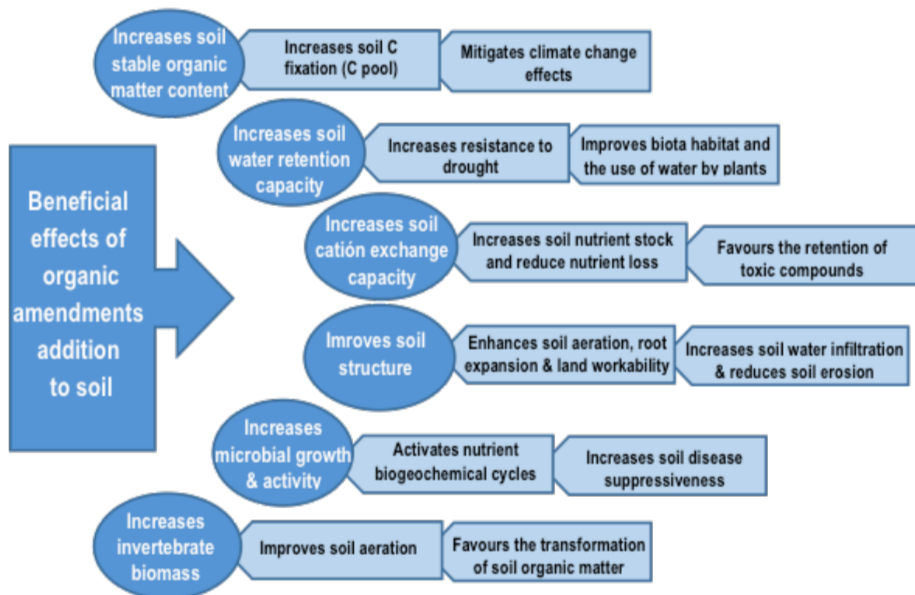 Increases soil
stable organic
matter content
Increases soil C
fixation (C pool)
Mitigates climate change
effects
Increases soil
water retention
capacity
Increases resistance to
drought
Improves biota habitat and
the use of water by plants
Beneficial
effects of
organic
amendments
addition
to soil
Increases soil
catión exchange
capacity
Increases soil nutrient stock
and reduce nutrient loss
Favours the retention of
toxic compounds
Imroves soil
structure
Enhances soil aeration, root
expansion & land workability
Increases soil water infiltration
& reduces soil erosion
Increases
microbial growth
& activity
Activates nutrient
biogeochemical cycles
Increases soil disease
suppressiveness
Increases
invertebrate
biomass
Improves soil aeration
Favours the transformation
of soil organic matter